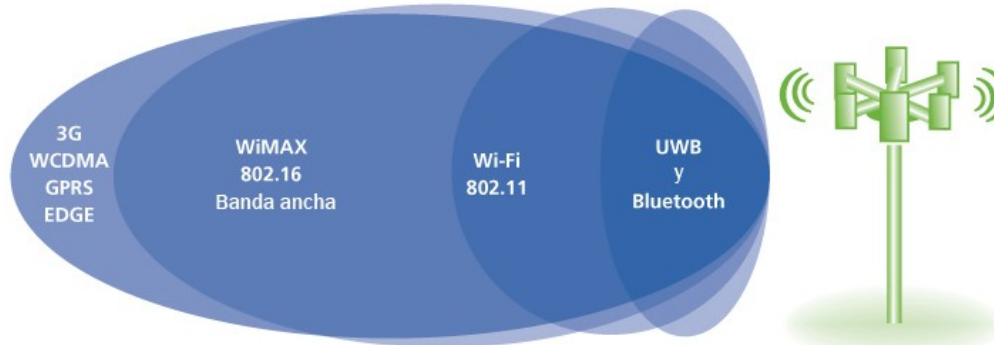 3G
WCDMA
GPRS
EDGE
WiMAX
802.16
Banda ancha
Wi-Fi
802.11
UWB
y
Bluetooth